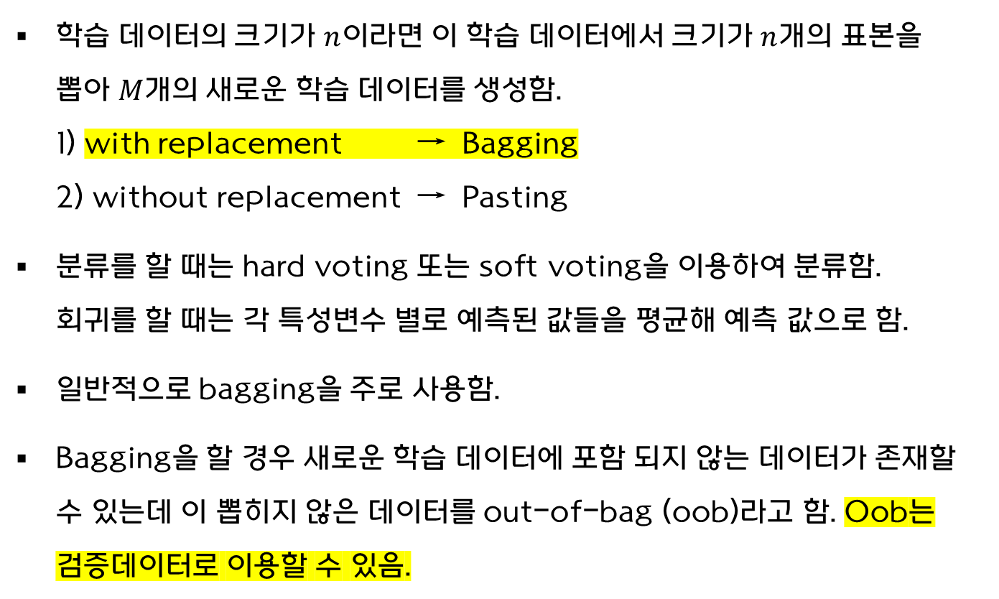 ▪ 학습 데이터의 크기가 n이라면 이 학습 데이터에서 크기가 n개의 표본을
뽑아 M개의 새로운 학습 데이터를 생성함.
1) with replacement → Bagging
2) without replacement → Pasting
▪ 분류를 할 때는 hard voting 또는 soft voting을 이용하여 분류함.
회귀를 할 때는 각 특성변수 별로 예측된 값들을 평균해 예측 값으로 함.
▪ 일반적으로 bagging을 주로 사용함.
▪ Bagging을 할 경우 새로운 학습 데이터에 포함 되지 않는 데이터가 존재할
수 있는데 이 뽑히지 않은 데이터를 out-of-bag (oob)라고 함. Oob는
검증데이터로 이용할 수 있음.